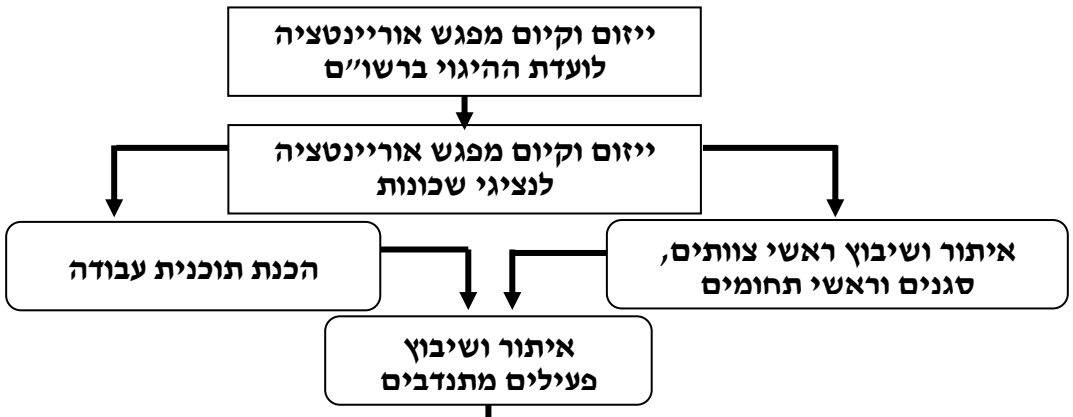 ייזום וקיום מפגש אוריינטציה
לועדת ההיגוי ברשו״ם
ייזום וקיום מפגש אוריינטציה
לנציגי שכונות
איתור ושיבוץ ראשי צוותים,
סגנים וראשי תחומים
הכנת תוכנית עבודה
איתור ושיבוץ
פעילים מתנדבים